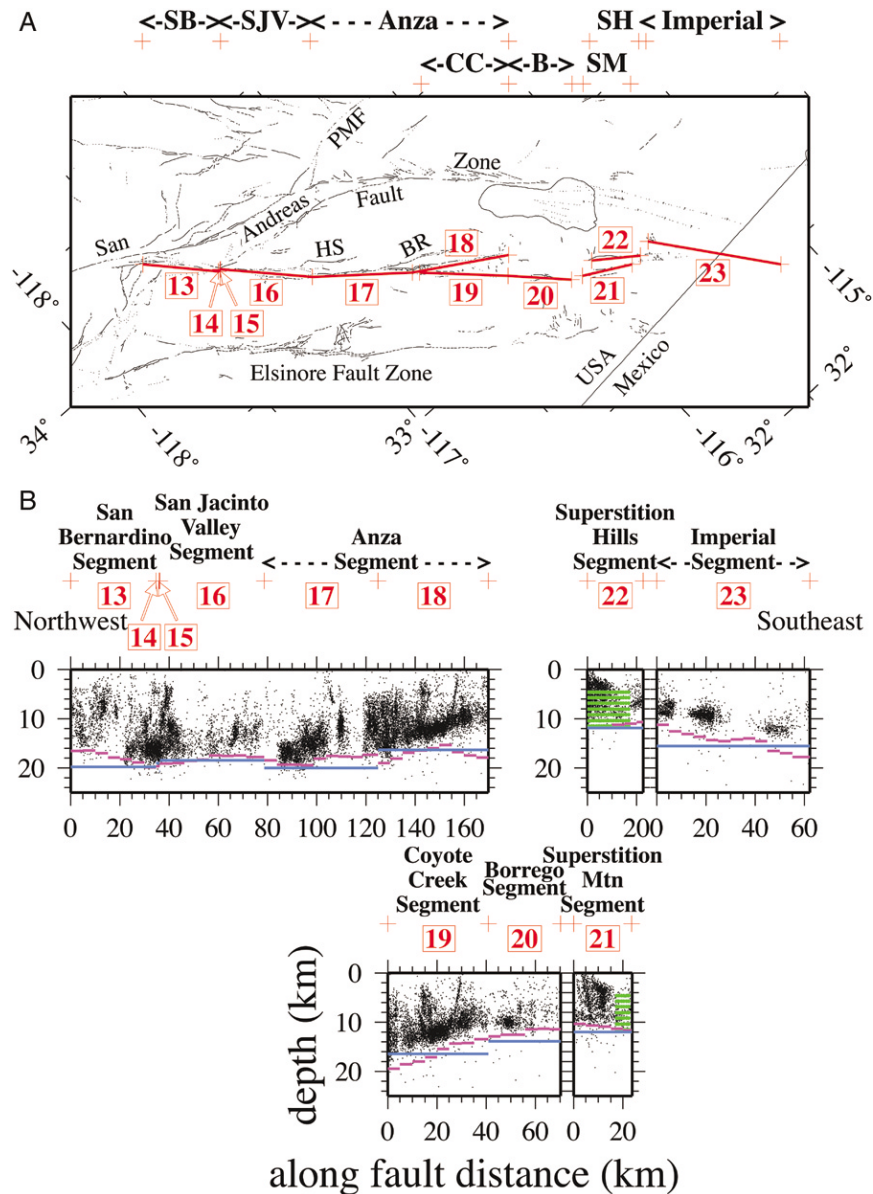 A
<-SB-><-SJV-><- - - - Anza - - - -> SH <Imperial>
<-CC-><-B-> SM
PMF
Zone
San Andreas Fault
HS
BR
18
22
13
16
17
19
20
21
23
14
15
USA
Mexico
Elsinore Fault Zone
-118°
-115°
32°
34°
-118°
33°
-117°
-116°
32°
B
San Bernardino Segment
San Jacinto Valley Segment
<- - - - - Anza Segment - - - - ->
Superstition Hills Segment
<- -Imperial Segment- ->
13
16
17
18
22
23
Northwest
14
15
Southeast
0
10
20
0 20 40 60 80 100 120 140 160
0 20
0 20 40 60
Coyote Creek Segment
Borrego Segment
Superstition Mtn Segment
19
20
21
depth (km)
0
10
20
0 20 40 60
0 20
along fault distance (km)